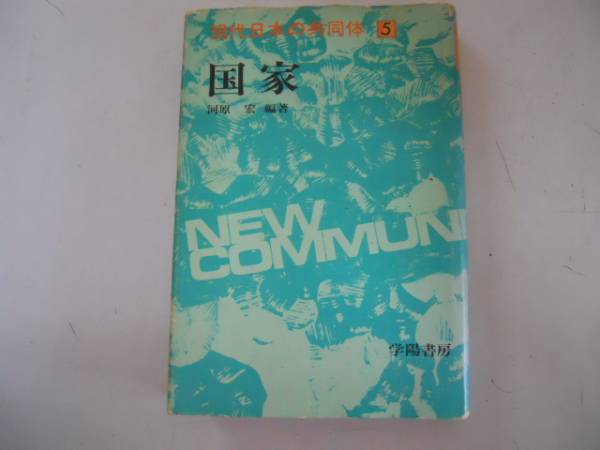 現代日本の共同体 5
国家
河原 宏 編著
NEW
COMMUNI
学陽書房